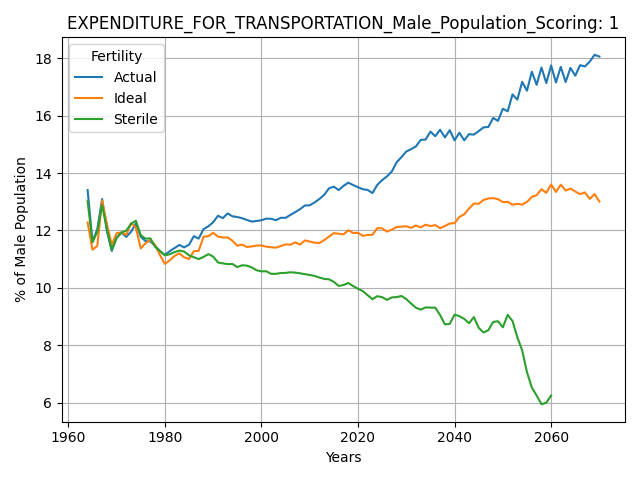 EXPENDITURE_FOR_TRANSPORTATION_Male_Population_Scoring: 1
Fertility
Actual
Ideal
Sterile
% of Male Population
18
16
14
12
10
8
6
1960 1980 2000 2020 2040 2060
Years